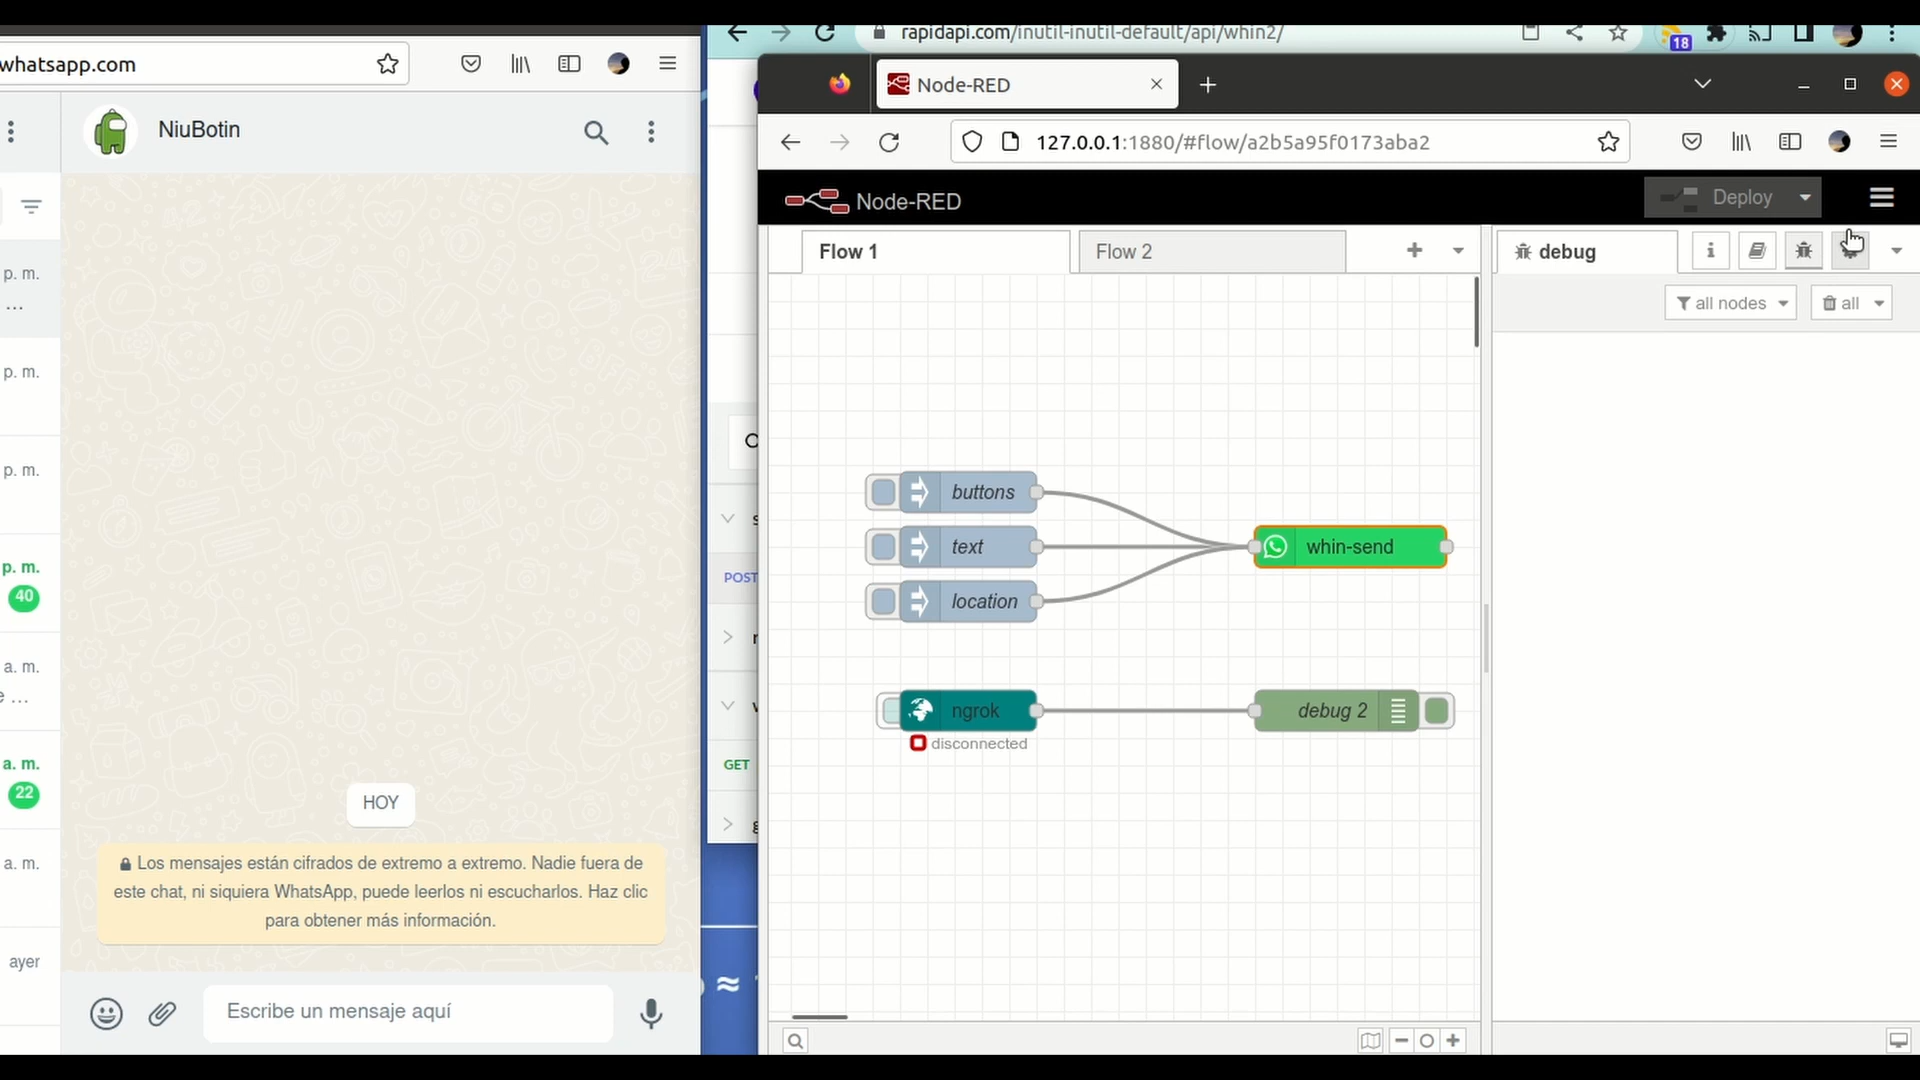 whatsapp.com
NiuBotin
p. m.
...
p. m.
p. m.
p. m.
40
a. m.
...
a. m.
22
a. m.
ayer
HOY
Los mensajes están cifrados de extremo a extremo. Nadie fuera de
este chat, ni siquiera WhatsApp, puede leerlos ni escucharlos. Haz clic
para obtener más información.
Escribe un mensaje aquí
rapidapi.com/inutil-inutil-default/api/whin2/
18
POST
GET
≈
Node-RED
127.0.0.1:1880/#flow/a2b5a95f0173aba2
Node-RED
Deploy
Flow 1
Flow 2
debug
all nodes
all
buttons
text
location
whin-send
ngrok
disconnected
debug 2